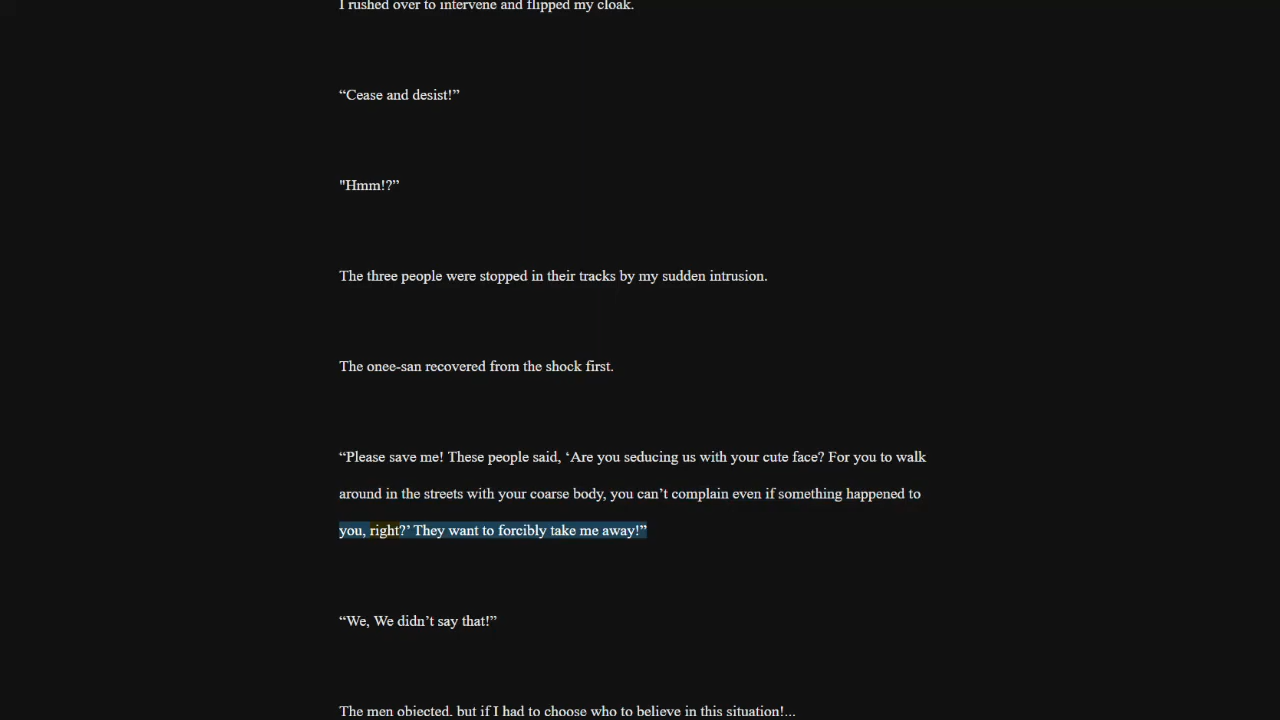 I rushed over to intervene and flipped my cloak.
“Cease and desist!”
"Hmm!?”
The three people were stopped in their tracks by my sudden intrusion.
The onee-san recovered from the shock first.
“Please save me! These people said, ‘Are you seducing us with your cute face? For you to walk
around in the streets with your coarse body, you can’t complain even if something happened to
you, right?’ They want to forcibly take me away!”
“We, We didn’t say that!”
The men objected, but if I had to choose who to believe in this situation!...